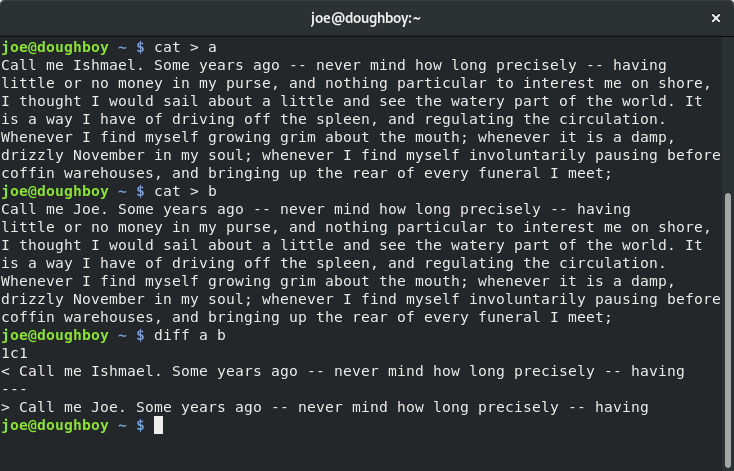 joe@doughboy:~
joe@doughboy ~ $ cat > a
Call me Ishmael. Some years ago -- never mind how long precisely -- having
little or no money in my purse, and nothing particular to interest me on shore,
I thought I would sail about a little and see the watery part of the world. It
is a way I have of driving off the spleen, and regulating the circulation.
Whenever I find myself growing grim about the mouth; whenever it is a damp,
drizzly November in my soul; whenever I find myself involuntarily pausing before
coffin warehouses, and bringing up the rear of every funeral I meet;
joe@doughboy ~ $ cat > b
Call me Joe. Some years ago -- never mind how long precisely -- having
little or no money in my purse, and nothing particular to interest me on shore,
I thought I would sail about a little and see the watery part of the world. It
is a way I have of driving off the spleen, and regulating the circulation.
Whenever I find myself growing grim about the mouth; whenever it is a damp,
drizzly November in my soul; whenever I find myself involuntarily pausing before
coffin warehouses, and bringing up the rear of every funeral I meet;
joe@doughboy ~ $ diff a b
1c1
< Call me Ishmael. Some years ago -- never mind how long precisely -- having
---
> Call me Joe. Some years ago -- never mind how long precisely -- having
joe@doughboy ~ $